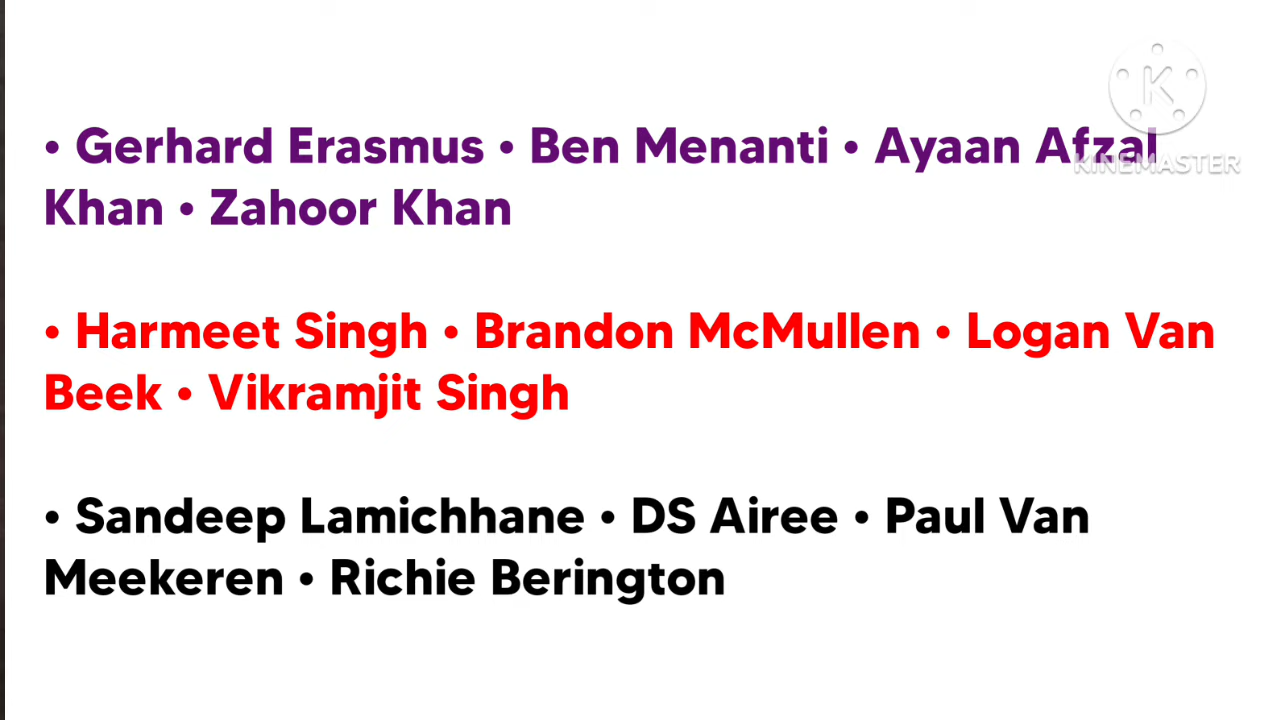 • Gerhard Erasmus • Ben Menanti • Ayaan Afzal
Khan • Zahoor Khan
• Harmeet Singh • Brandon McMullen • Logan Van
Beek • Vikramjit Singh
• Sandeep Lamichhane • DS Airee • Paul Van
Meekeren • Richie Berington
K
KINEMASTER